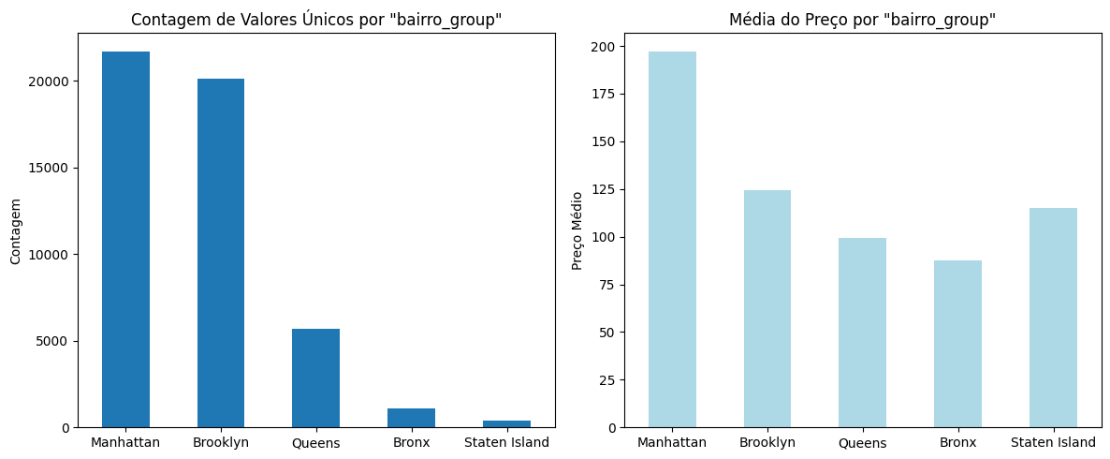 Contagem de Valores Únicos por "bairro_group"
Contagem
20000
15000
10000
5000
0
Manhattan Brooklyn Queens Bronx Staten Island
Média do Preço por "bairro_group"
Preço Médio
200
175
150
125
100
75
50
25
0
Manhattan Brooklyn Queens Bronx Staten Island